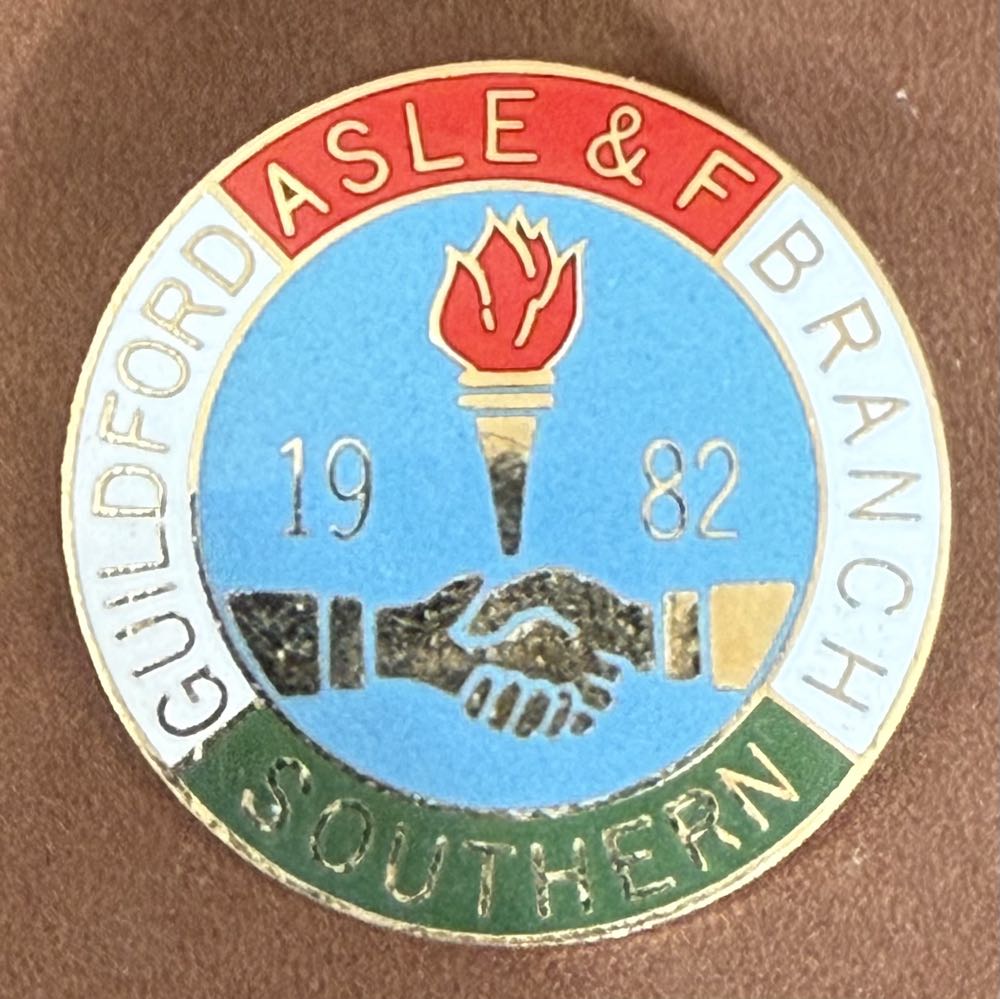 ASLE & F
GUILDFORD
BRANCH
19 82
SOUTHERN